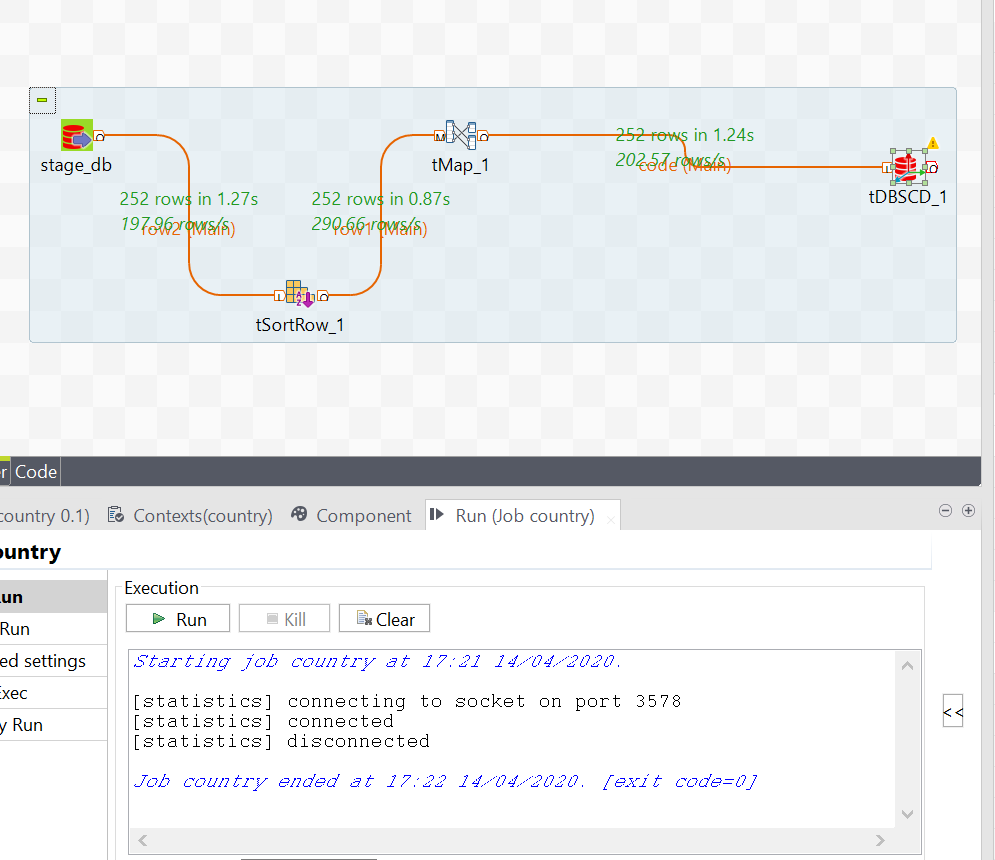 stage_db
tMap_1
252 rows in 1.24s
202.57 rows/s
code (Main)
tDBSCD_1
252 rows in 1.27s
197.96 rows/s
row2 (Main)
252 rows in 0.87s
290.66 rows/s
row1 (Main)
tSortRow_1
er Code
country 0.1) Contexts(country) Component Run (Job country)
ountry
un
Run
ed settings
Exec
y Run
Execution
Run Kill Clear
Starting job country at 17:21 14/04/2020.
[statistics] connecting to socket on port 3578
[statistics] connected
[statistics] disconnected
Job country ended at 17:22 14/04/2020. [exit code=0]
<<